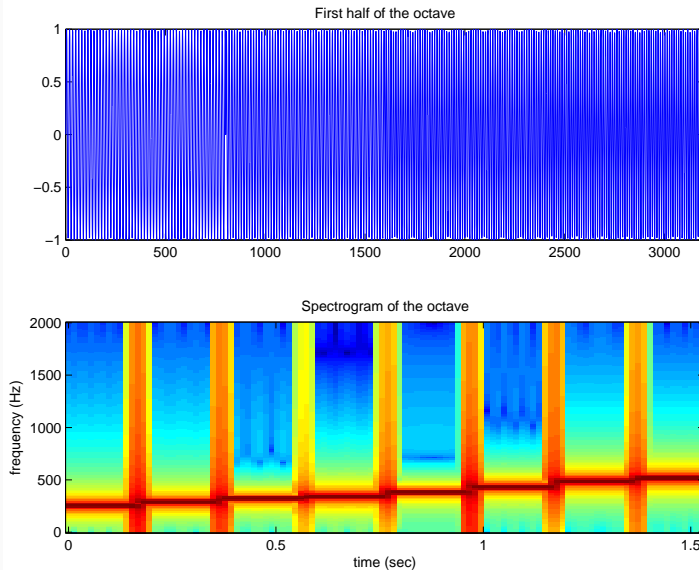 First half of the octave
1
0.5
0
−0.5
−1
0 500 1000 1500 2000 2500 3000
Spectrogram of the octave
2000
1500
1000
500
0
frequency (Hz)
0 0.5 1 1.5
time (sec)